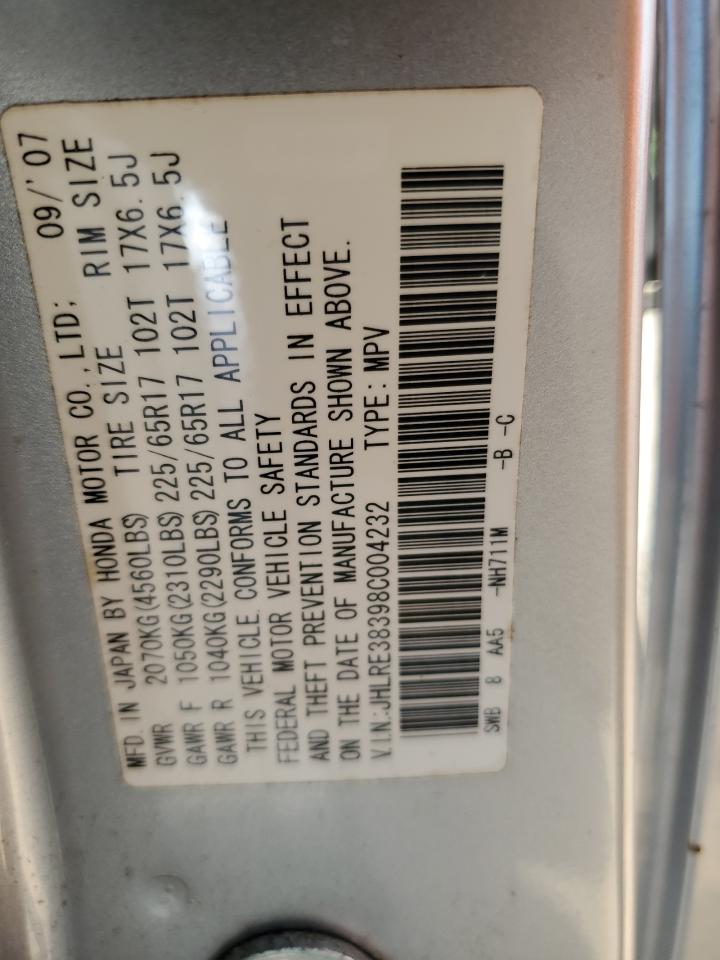 MFD. IN JAPAN BY HONDA MOTOR CO.,LTD; 09/'07
GVWR 2070KG(4560LBS) TIRE SIZE RIM SIZE
GAWR F 1050KG(2310LBS)225/65R17 102T 17X6.5J
GAWR R 1040KG(2290LBS)225/65R17 102T 17X6.5J
THIS VEHICLE CONFORMS TO ALL APPLICABLE
FEDERAL MOTOR VEHICLE SAFETY
AND THEFT PREVENTION STANDARDS IN EFFECT
ON THE DATE OF MANUFACTURE SHOWN ABOVE.
V.I.N.:JHLRE38398C004232 TYPE:MPV
SWB 8 AA5 -NH711M -B -C